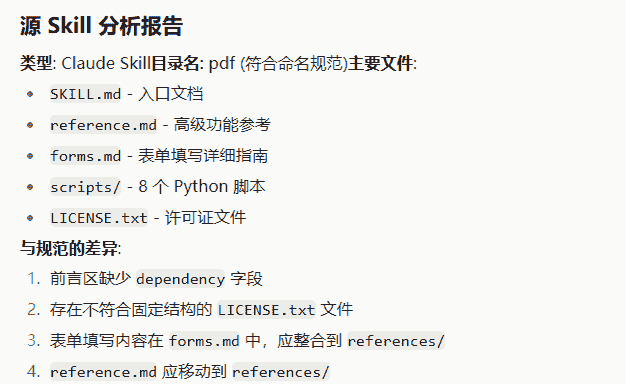 源 Skill 分析报告
类型: Claude Skill目录名: pdf (符合命名规范)主要文件:
SKILL.md - 入口文档
reference.md - 高级功能参考
forms.md - 表单填写详细指南
scripts/ - 8 个 Python 脚本
LICENSE.txt - 许可证文件
与规范的差异:
1. 前言区缺少 dependency 字段
2. 存在不符合固定结构的 LICENSE.txt 文件
3. 表单填写内容在 forms.md 中，应整合到 references/
4. reference.md 应移动到 references/